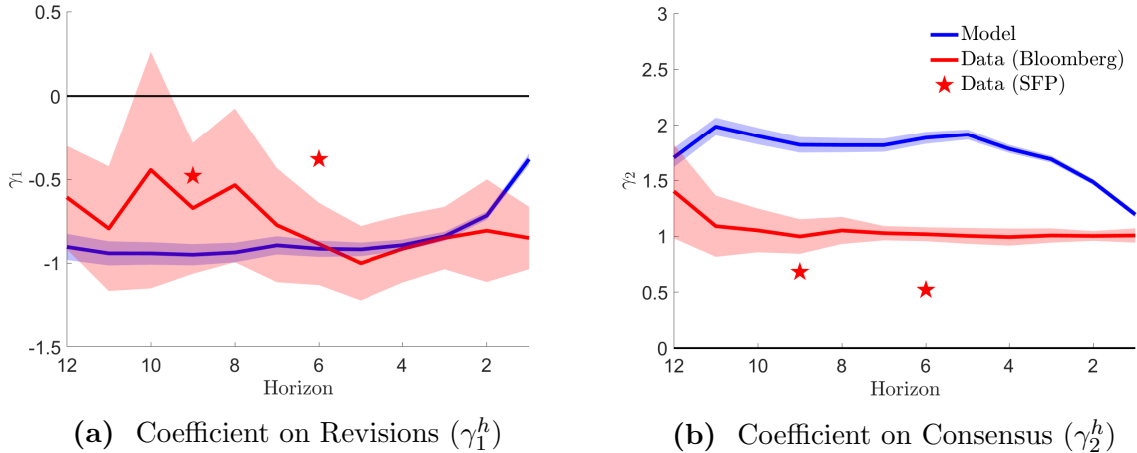 0.5
0
-0.5
-1
-1.5
γ1
12 10 8 6 4 2
Horizon
(a) Coefficient on Revisions (γ₁ʰ)
3
2.5
2
1.5
1
0.5
0
γ2
Model
Data (Bloomberg)
Data (SFP)
12 10 8 6 4 2
Horizon
(b) Coefficient on Consensus (γ₂ʰ)